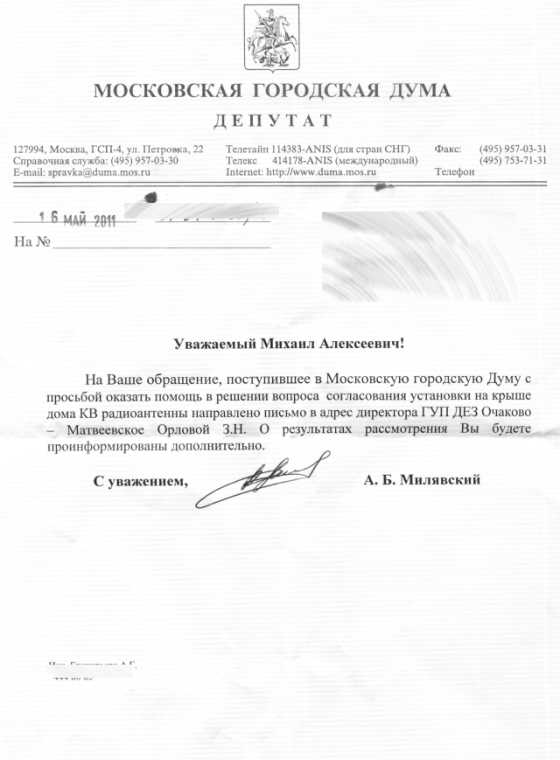 МОСКОВСКАЯ ГОРОДСКАЯ ДУМА
ДЕПУТАТ
127994, Москва, ГСП-4, ул. Петровка, 22
Справочная служба: (495) 957-03-30
E-mail: spravka@duma.mos.ru
Телетайп 114383-ANIS (для стран СНГ)
Телекс 414178-ANIS (международный)
Internet: http://www.duma.mos.ru
Факс: (495) 957-03-31
(495) 753-71-31
Телефон
16 МАЙ 2011
На №
Уважаемый Михаил Алексеевич!
На Ваше обращение, поступившее в Московскую городскую Думу с
просьбой оказать помощь в решении вопроса согласования установки на крыше
дома КВ радиоантенны направлено письмо в адрес директора ГУП ДЕЗ Очаково
– Матвеевское Орловой З.Н. О результатах рассмотрения Вы будете
проинформированы дополнительно.
С уважением,
А. Б. Милявский